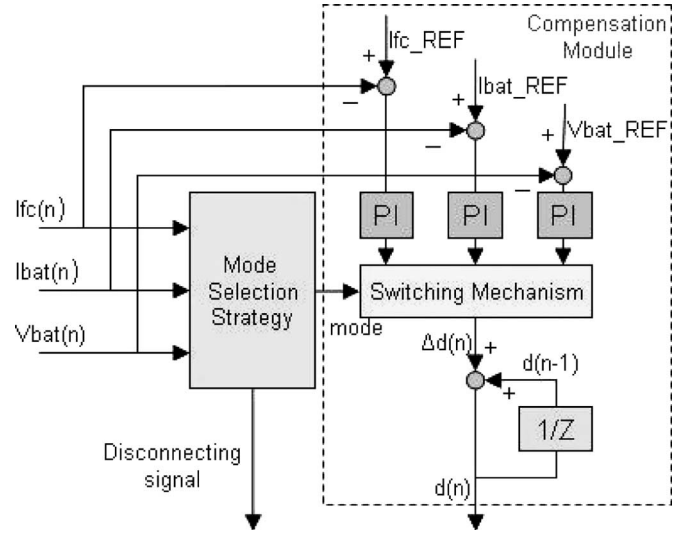 Compensation
Module
+
Ifc_REF
−
+
Ibat_REF
−
+
Vbat_REF
−
Ifc(n)
Ibat(n)
Vbat(n)
Mode
Selection
Strategy
PI
PI
PI
Switching Mechanism
mode
Δd(n)
+
d(n-1)
+
1/Z
Disconnecting
signal
d(n)